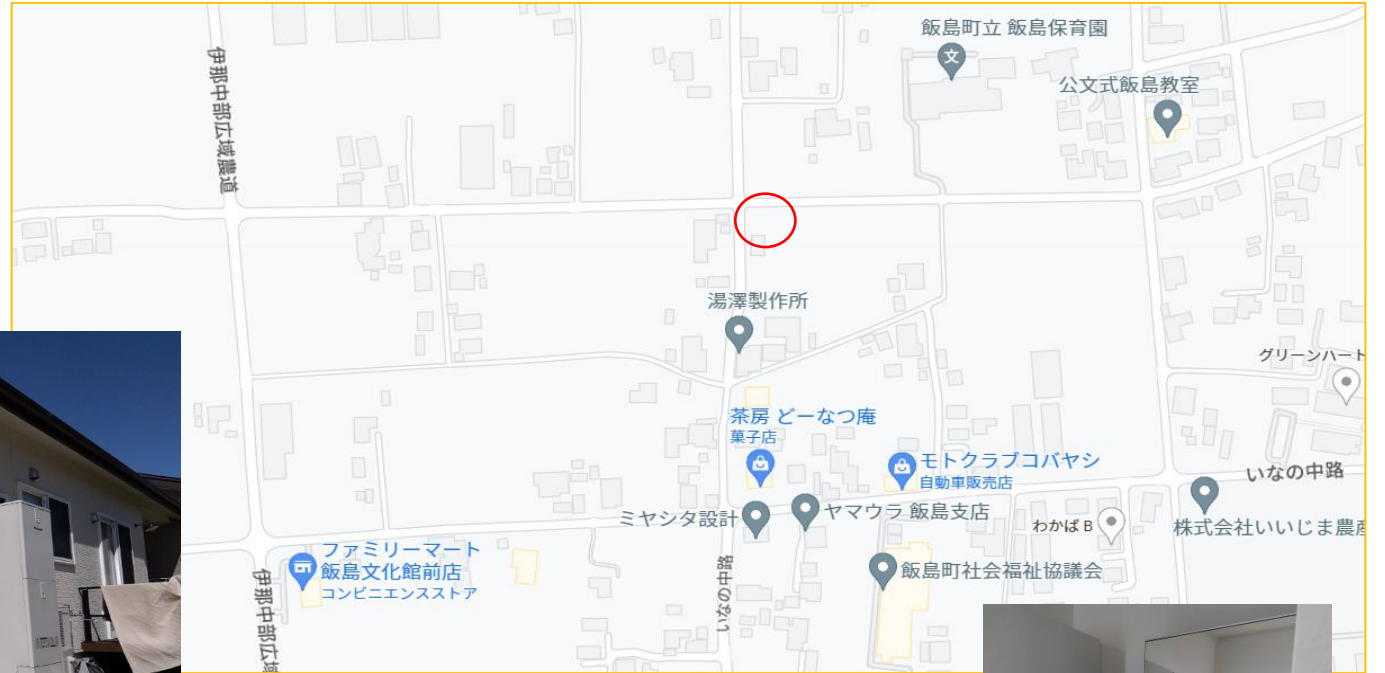 飯島町立 飯島保育園
公文式飯島教室
伊那中部広域農道
湯澤製作所
グリーンハート
茶房 どーなつ庵
菓子店
モトクラブコバヤシ
自動車販売店
いなの中路
ミヤシタ設計
ヤマウラ 飯島支店
わかば B
株式会社いいじま農産
ファミリーマート
飯島文化館前店
コンビニエンスストア
飯島町社会福祉協議会
いなの中路
伊那中部広域
文